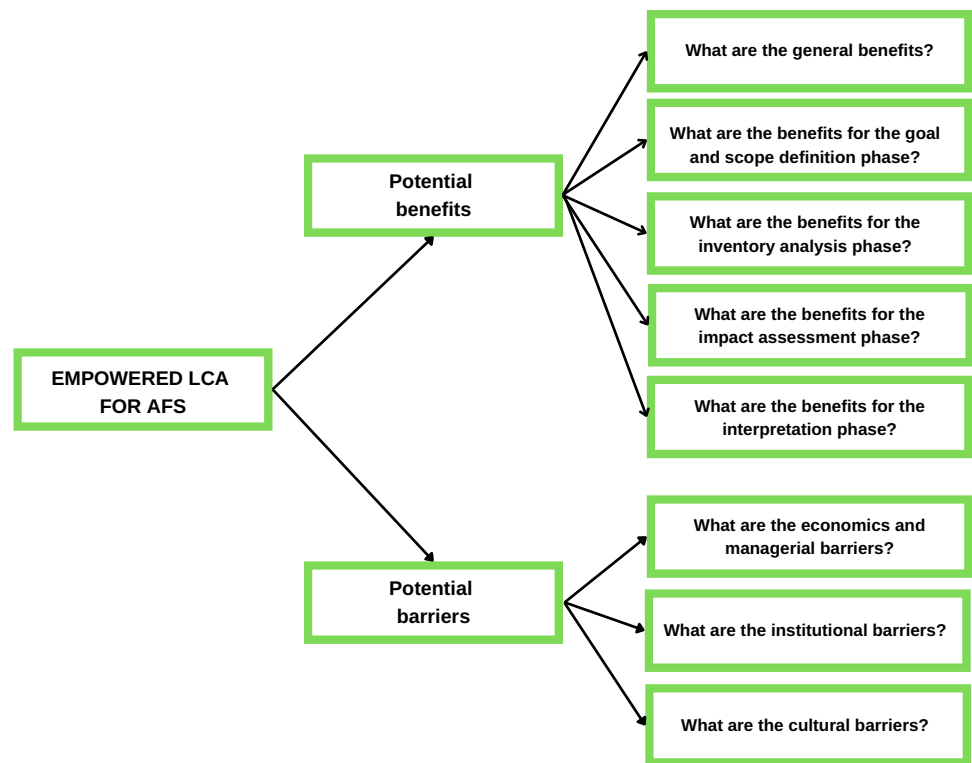 What are the general benefits?
What are the benefits for the goal
and scope definition phase?
Potential
benefits
What are the benefits for the
inventory analysis phase?
What are the benefits for the
impact assessment phase?
EMPOWERED LCA
FOR AFS
What are the benefits for the
interpretation phase?
What are the economics and
managerial barriers?
Potential
barriers
What are the institutional barriers?
What are the cultural barriers?